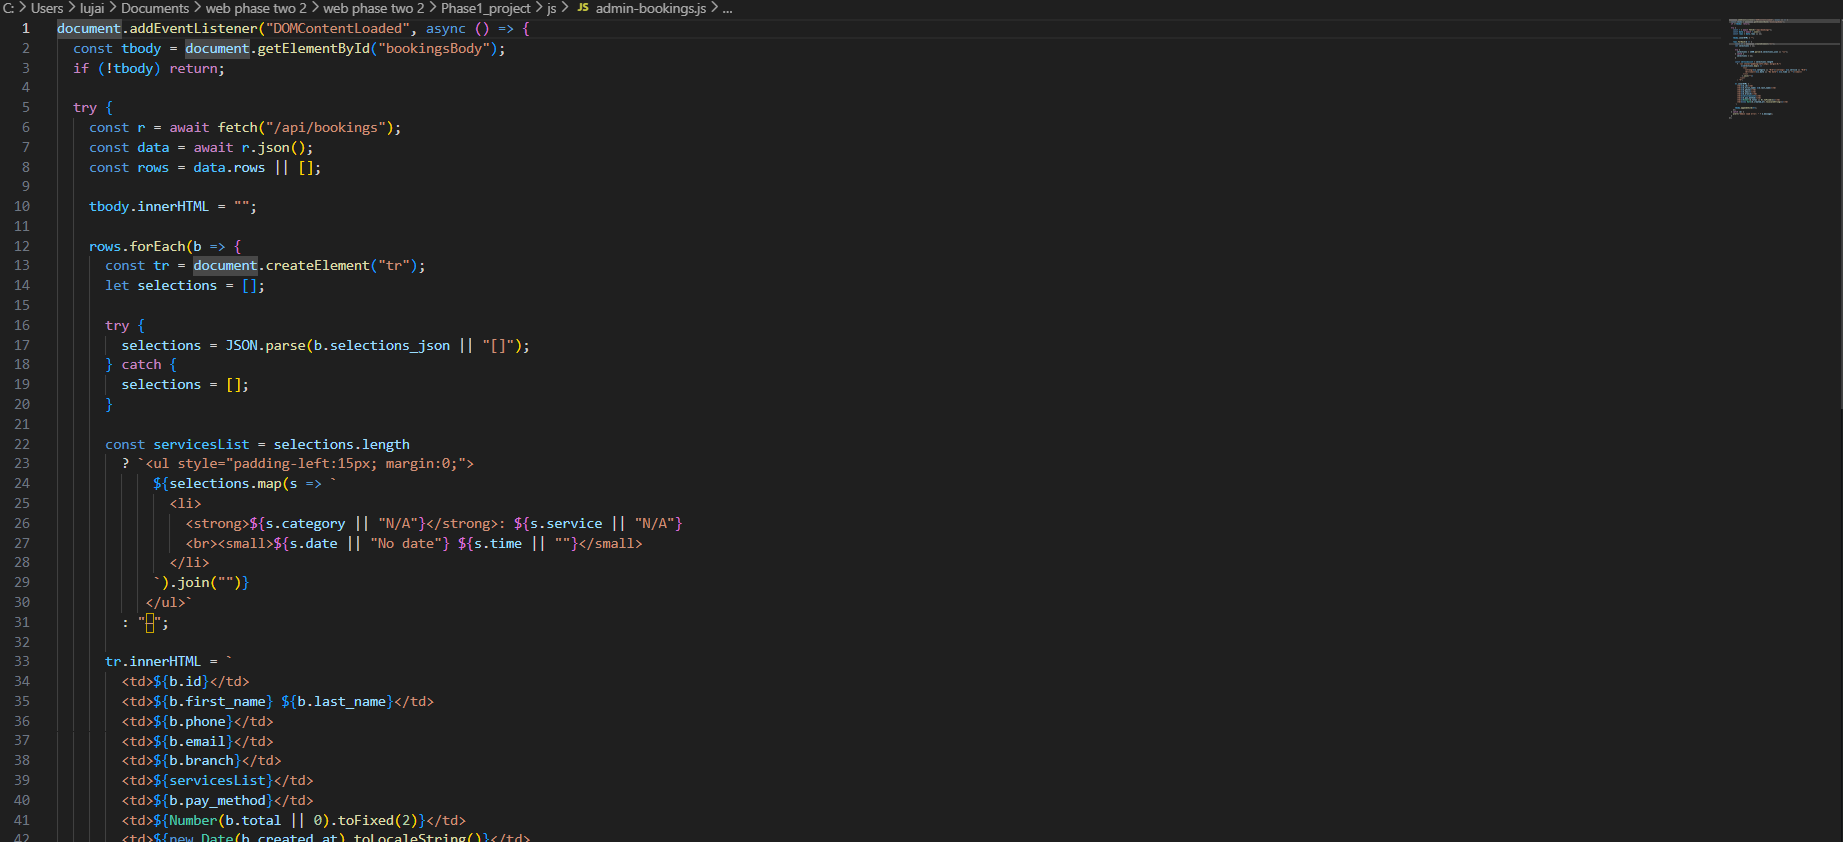 C: > Users > lujai > Documents > web phase two 2 > web phase two 2 > Phase1_project > js > JS admin-bookings.js > ...
1 document.addEventListener("DOMContentLoaded", async () => {
2 const tbody = document.getElementById("bookingsBody");
3 if (!tbody) return;
4
5 try {
6 const r = await fetch("/api/bookings");
7 const data = await r.json();
8 const rows = data.rows || [];
9
10 tbody.innerHTML = "";
11
12 rows.forEach(b => {
13 const tr = document.createElement("tr");
14 let selections = [];
15
16 try {
17 selections = JSON.parse(b.selections_json || "[]");
18 } catch {
19 selections = [];
20 }
21
22 const servicesList = selections.length
23 ? `<ul style="padding-left:15px; margin:0;">
24 ${selections.map(s => `
25 <li>
26 <strong>${s.category || "N/A"}</strong>: ${s.service || "N/A"}
27 <br><small>${s.date || "No date"} ${s.time || ""}</small>
28 </li>
29 `).join("")}
30 </ul>`
31 : "–";
32
33 tr.innerHTML = `
34 <td>${b.id}</td>
35 <td>${b.first_name} ${b.last_name}</td>
36 <td>${b.phone}</td>
37 <td>${b.email}</td>
38 <td>${b.branch}</td>
39 <td>${servicesList}</td>
40 <td>${b.pay_method}</td>
41 <td>${Number(b.total || 0).toFixed(2)}</td>
42 <td>${new Date(b.created_at).toLocaleString()}</td>